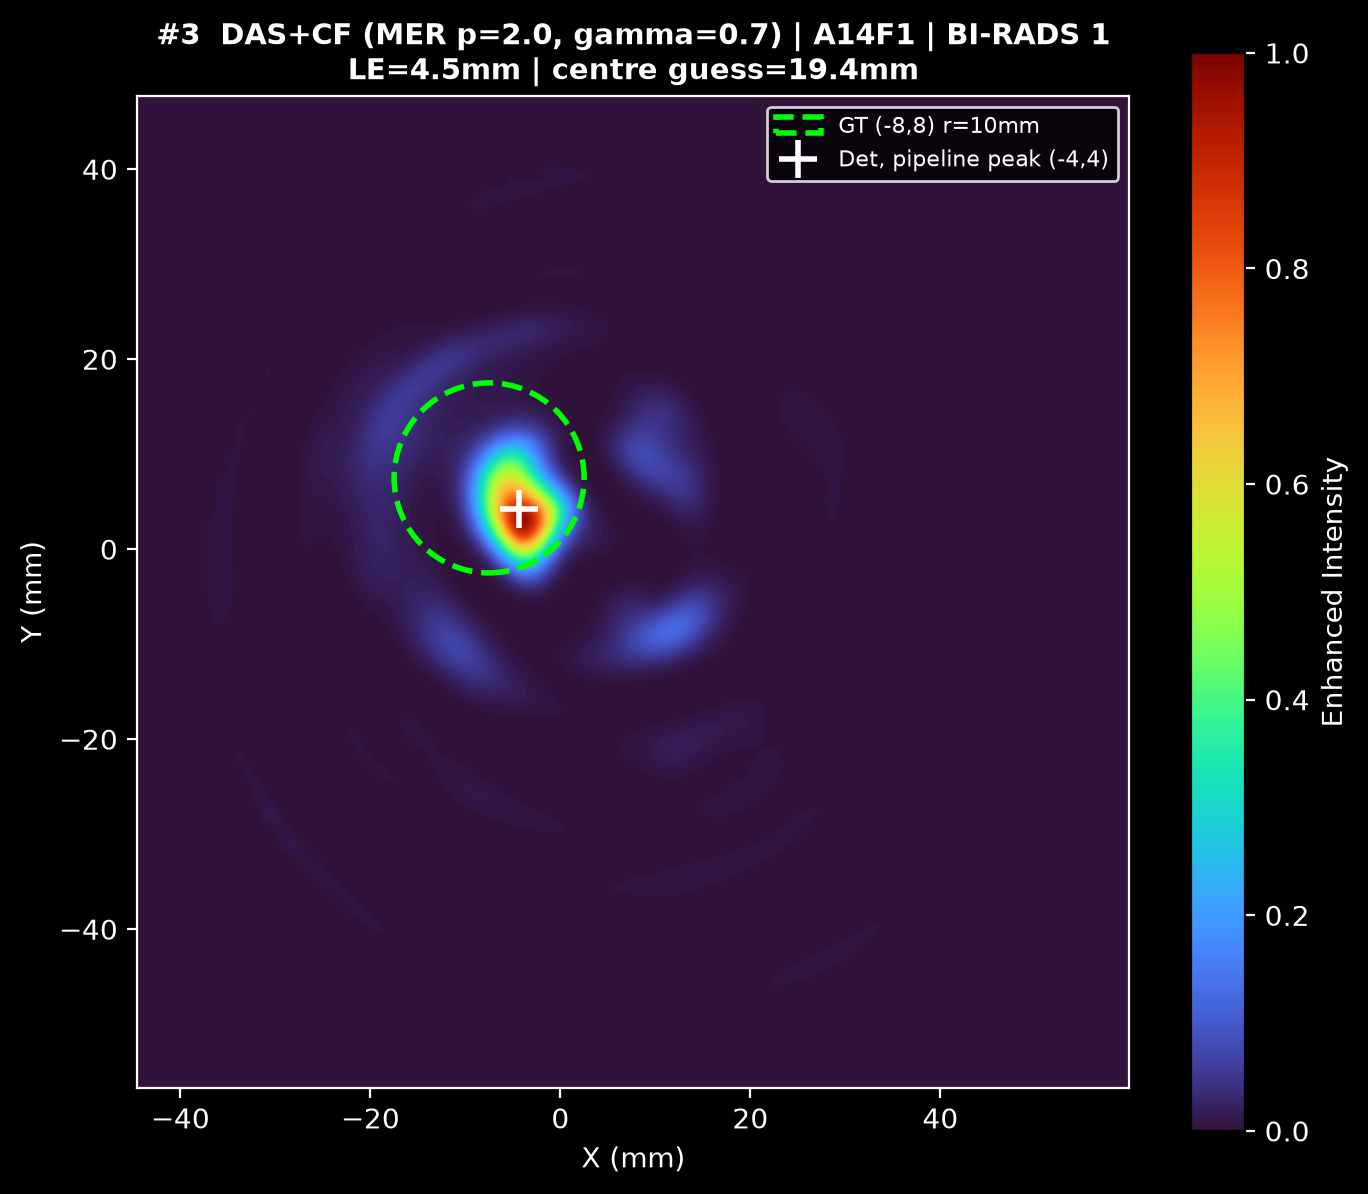 #3  DAS+CF (MER p=2.0, gamma=0.7) | A14F1 | BI-RADS 1
LE=4.5mm | centre guess=19.4mm
GT (-8,8) r=10mm
Det, pipeline peak (-4,4)
40
20
0
−20
−40
Y (mm)
−40
−20
0
20
40
X (mm)
1.0
0.8
0.6
0.4
0.2
0.0
Enhanced Intensity